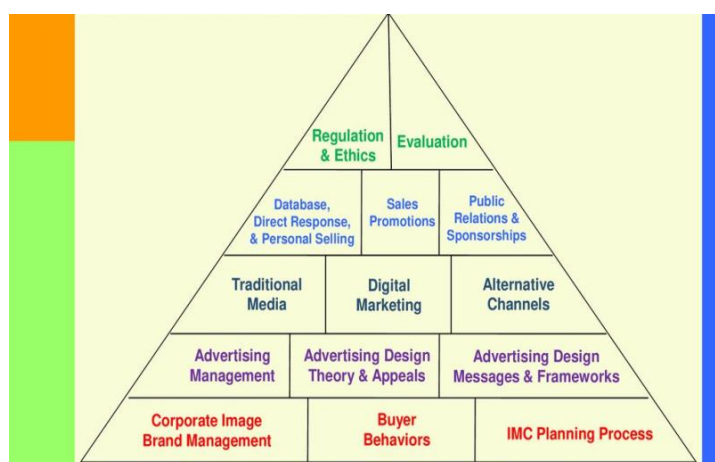 Regulation
& Ethics
Evaluation
Database,
Direct Response,
& Personal Selling
Sales
Promotions
Public
Relations &
Sponsorships
Traditional
Media
Digital
Marketing
Alternative
Channels
Advertising
Management
Advertising Design
Theory & Appeals
Advertising Design
Messages & Frameworks
Corporate Image
Brand Management
Buyer
Behaviors
IMC Planning Process